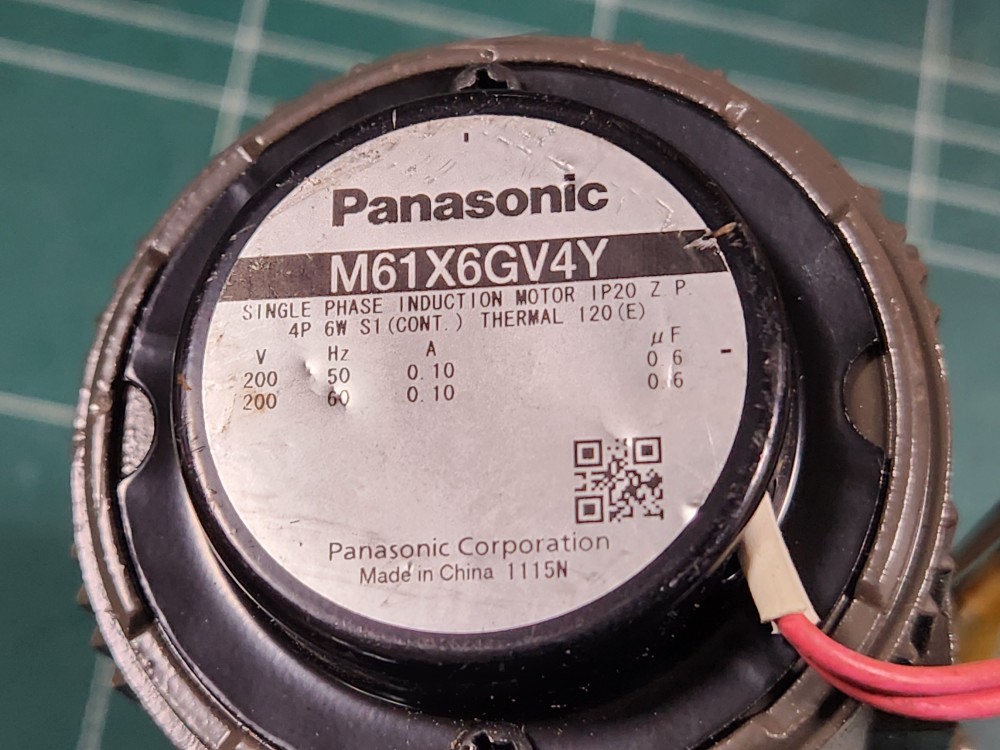 Panasonic
M61X6GV4Y
SINGLE PHASE INDUCTION MOTOR IP20 Z P.
4P 6W S1(CONT.) THERMAL 120(E)
V Hz A μF
200 50 0.10 0.6
200 60 0.10 0.6
Panasonic Corporation
Made in China 1115N